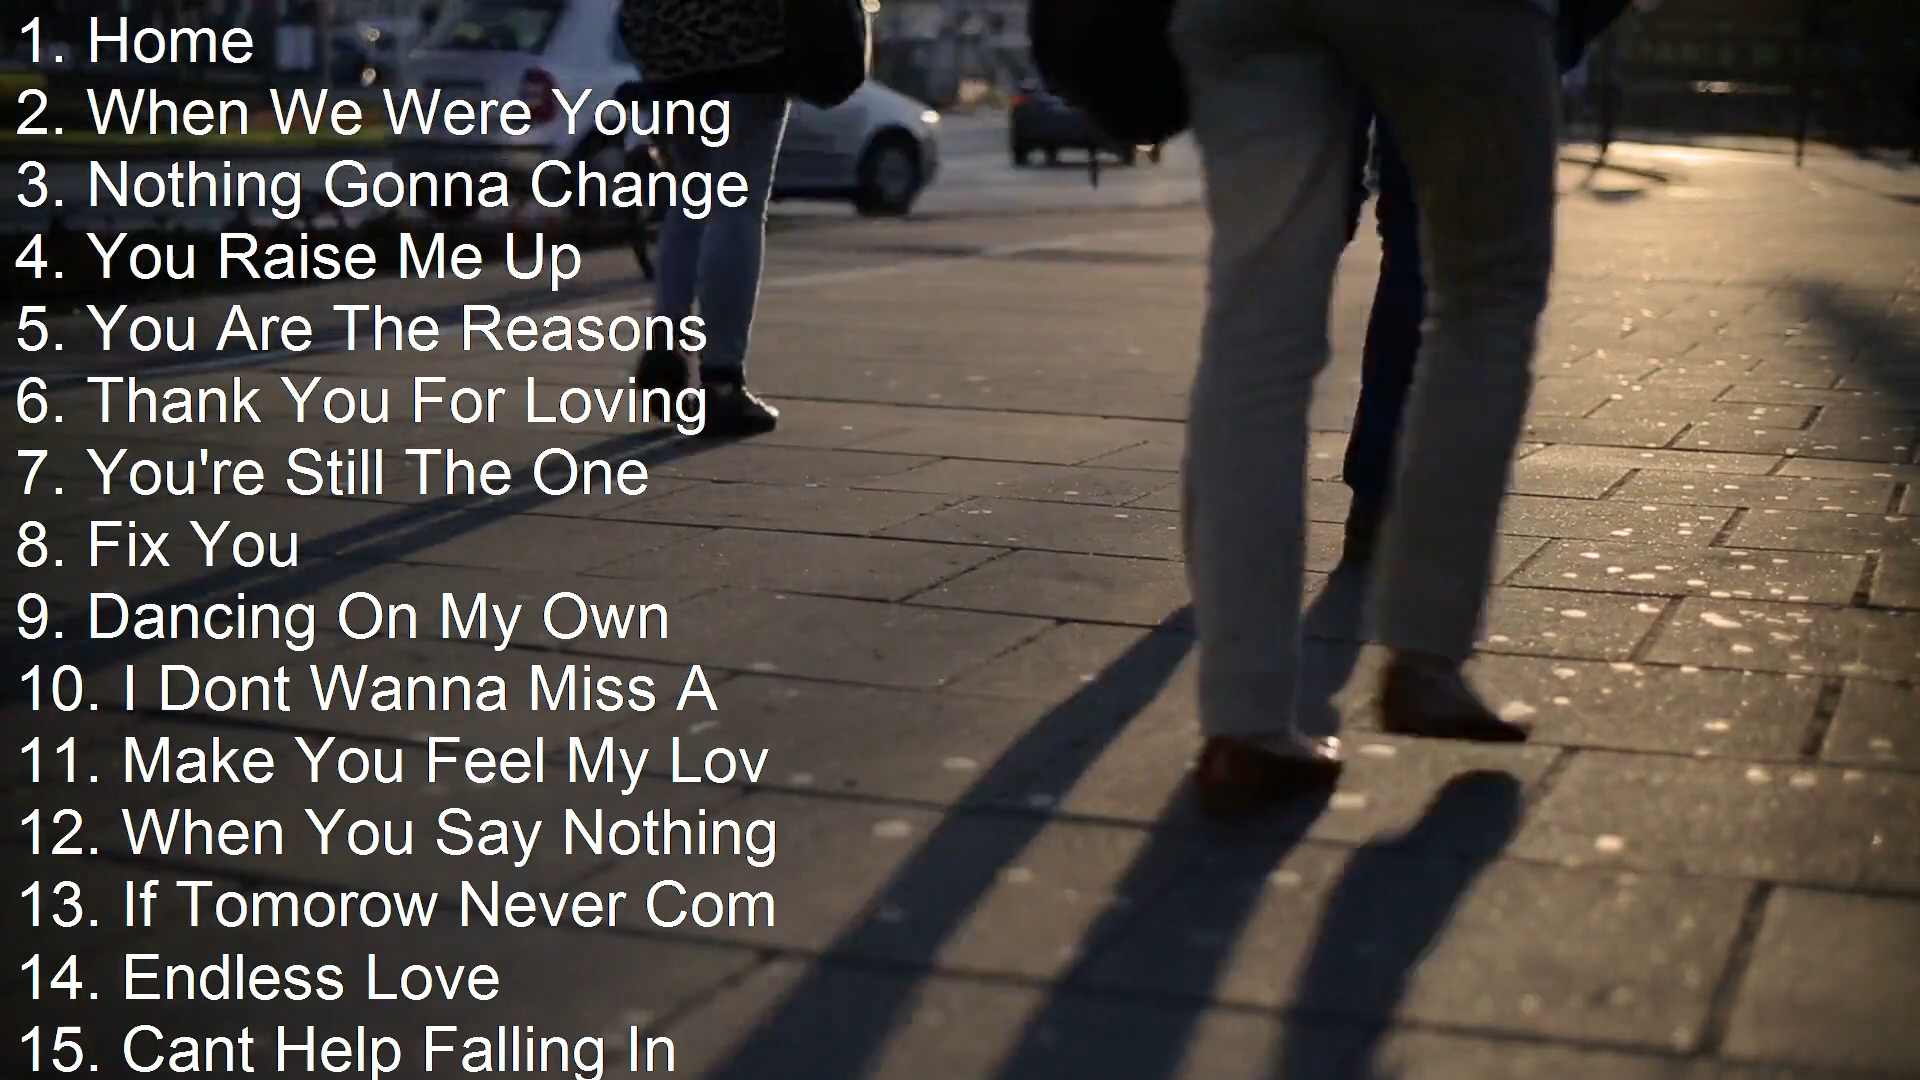 1. Home
2. When We Were Young
3. Nothing Gonna Change
4. You Raise Me Up
5. You Are The Reasons
6. Thank You For Loving
7. You're Still The One
8. Fix You
9. Dancing On My Own
10. I Dont Wanna Miss A
11. Make You Feel My Lov
12. When You Say Nothing
13. If Tomorow Never Com
14. Endless Love
15. Cant Help Falling In